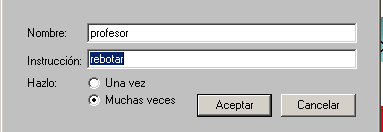 Nombre: profesor
Instrucción: rebotar
Hazlo: Una vez
Muchas veces
Aceptar Cancelar